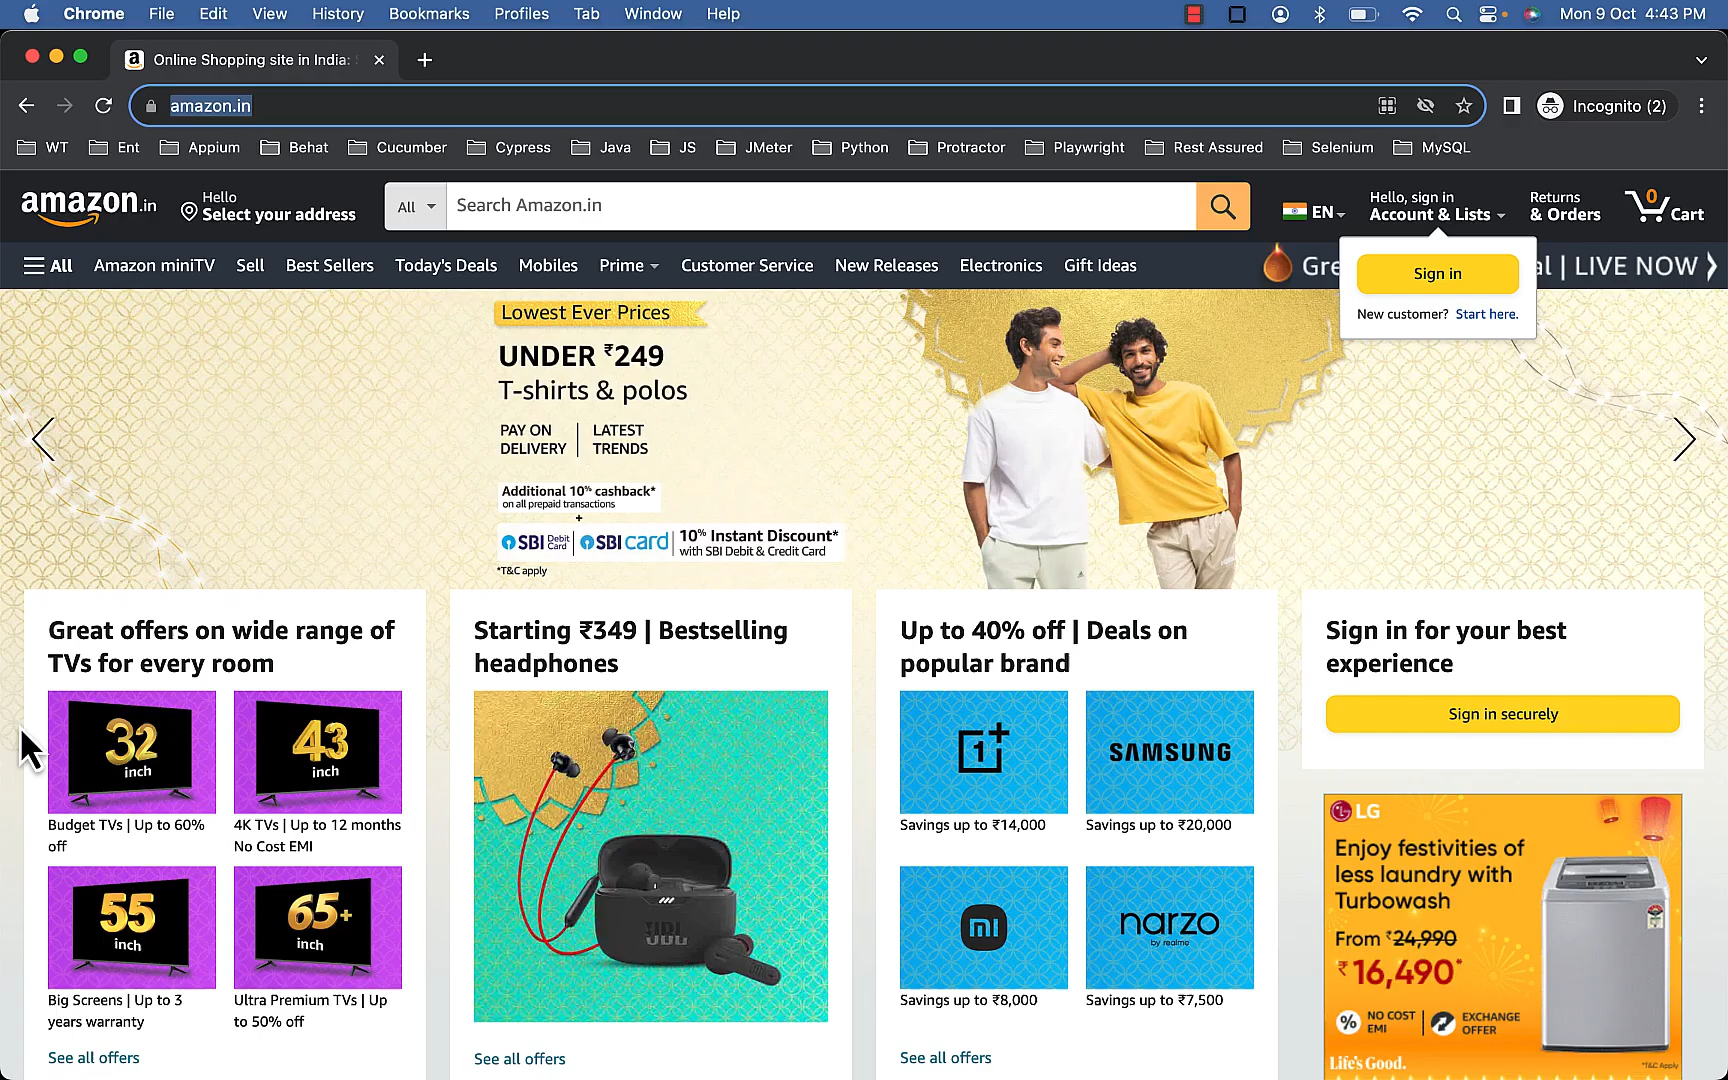 Chrome File Edit View History Bookmarks Profiles Tab Window Help
Mon 9 Oct 4:43 PM
Online Shopping site in India:
amazon.in
Incognito (2)
WT Ent Appium Behat Cucumber Cypress Java JS JMeter Python Protractor Playwright Rest Assured Selenium MySQL
amazon.in
Hello
Select your address
All
Search Amazon.in
EN
Hello, sign in
Account & Lists
Returns
& Orders
0
Cart
All Amazon miniTV Sell Best Sellers Today's Deals Mobiles Prime Customer Service New Releases Electronics Gift Ideas
Gre
al | LIVE NOW
Sign in
New customer? Start here.
Lowest Ever Prices
UNDER ₹249
T-shirts & polos
PAY ON
DELIVERY
LATEST
TRENDS
Additional 10% cashback*
on all prepaid transactions
+
SBI Debit Card | SBI card | 10% Instant Discount*
with SBI Debit & Credit Card
*T&C apply
Great offers on wide range of
TVs for every room
32
inch
43
inch
Budget TVs | Up to 60%
off
4K TVs | Up to 12 months
No Cost EMI
55
inch
65+
inch
Big Screens | Up to 3
years warranty
Ultra Premium TVs | Up
to 50% off
See all offers
Starting ₹349 | Bestselling
headphones
JBL
See all offers
Up to 40% off | Deals on
popular brand
1+
SAMSUNG
Savings up to ₹14,000
Savings up to ₹20,000
mi
narzo
by realme
Savings up to ₹8,000
Savings up to ₹7,500
See all offers
Sign in for your best
experience
Sign in securely
LG
Enjoy festivities of
less laundry with
Turbowash
From ₹24,990
₹16,490*
NO COST
EMI
EXCHANGE
OFFER
Life's Good.
*T&C Apply